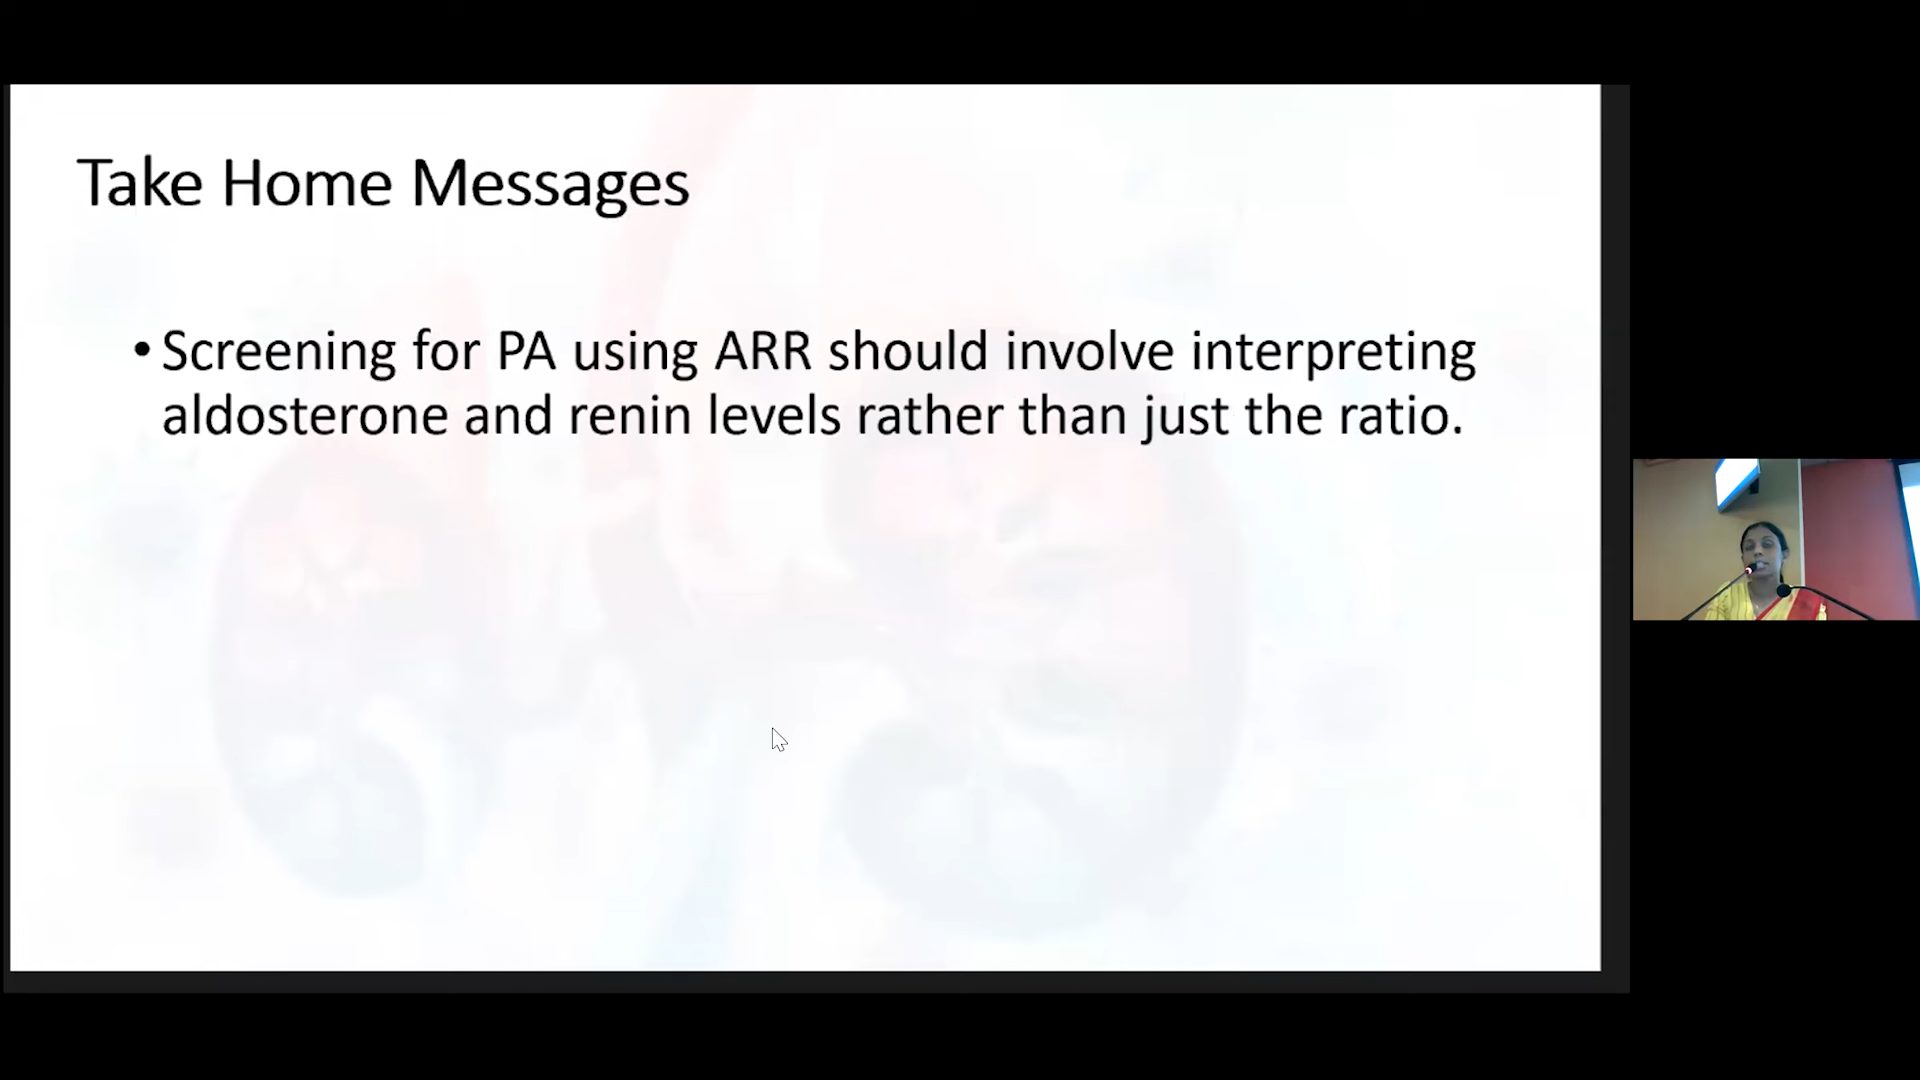 Take Home Messages
• Screening for PA using ARR should involve interpreting
aldosterone and renin levels rather than just the ratio.